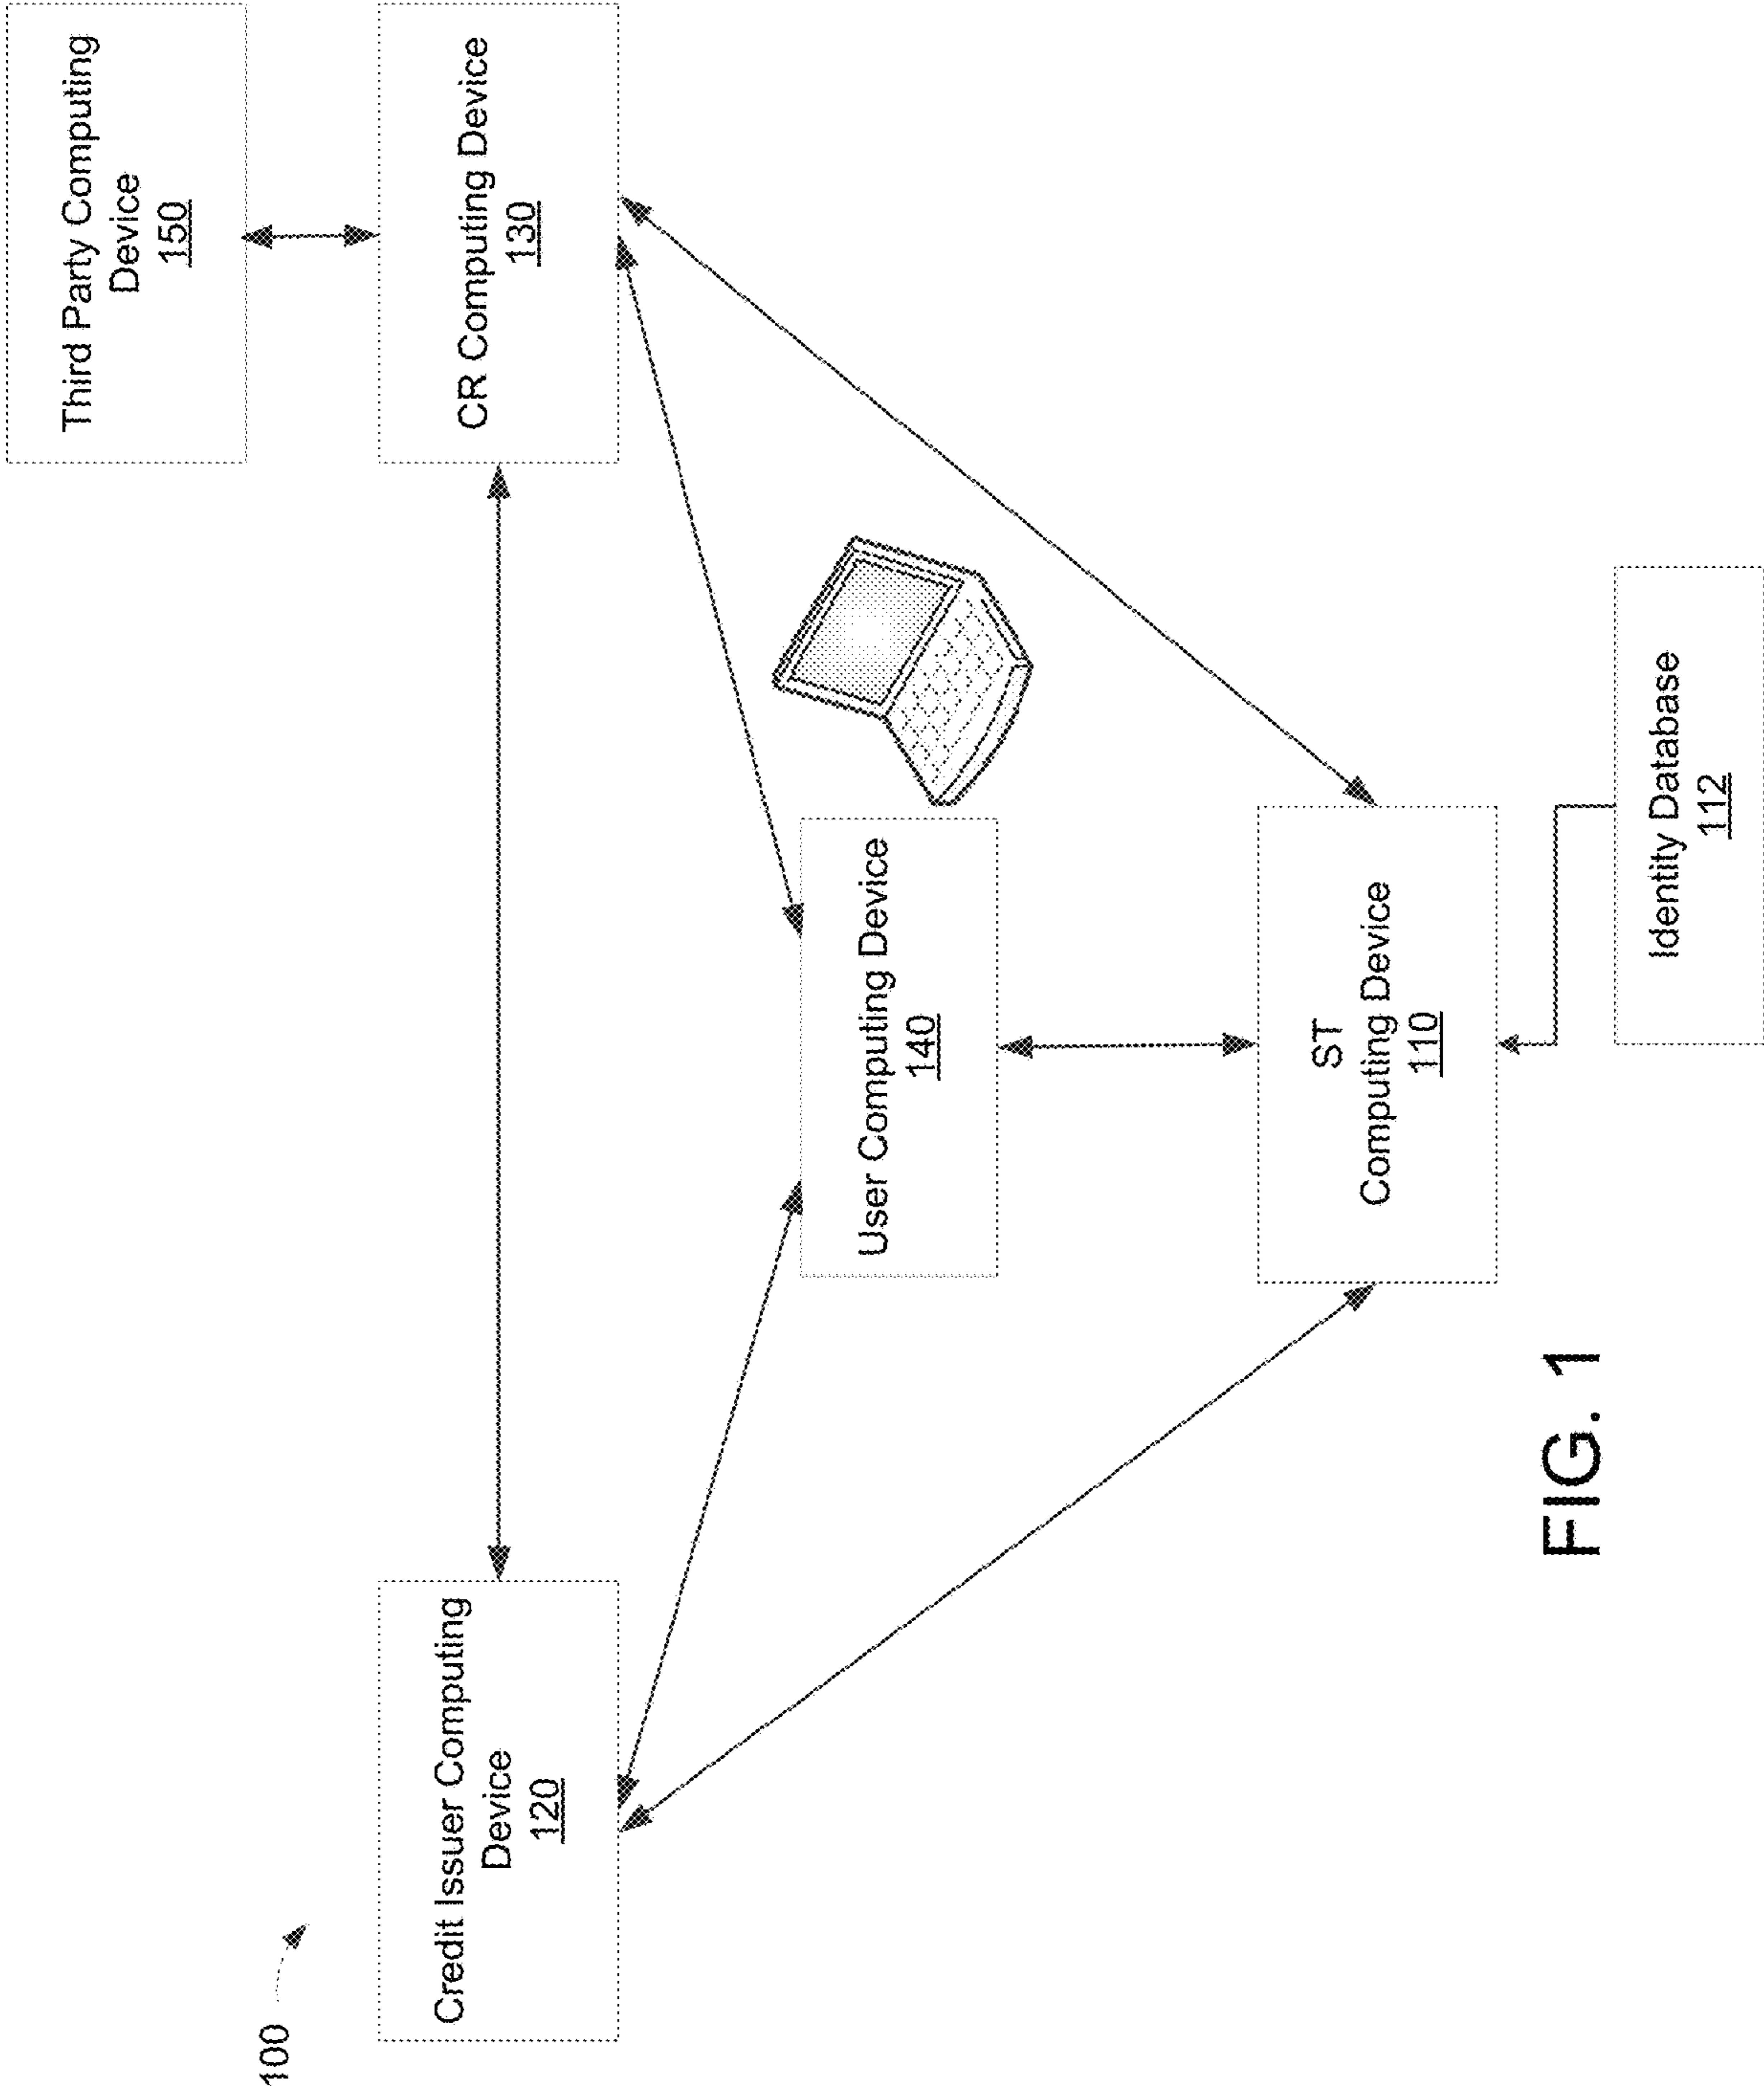 100
Third Party Computing
Device
150
Credit Issuer Computing
Device
120
CR Computing Device
130
User Computing Device
140
ST
Computing Device
110
Identity Database
112
FIG. 1